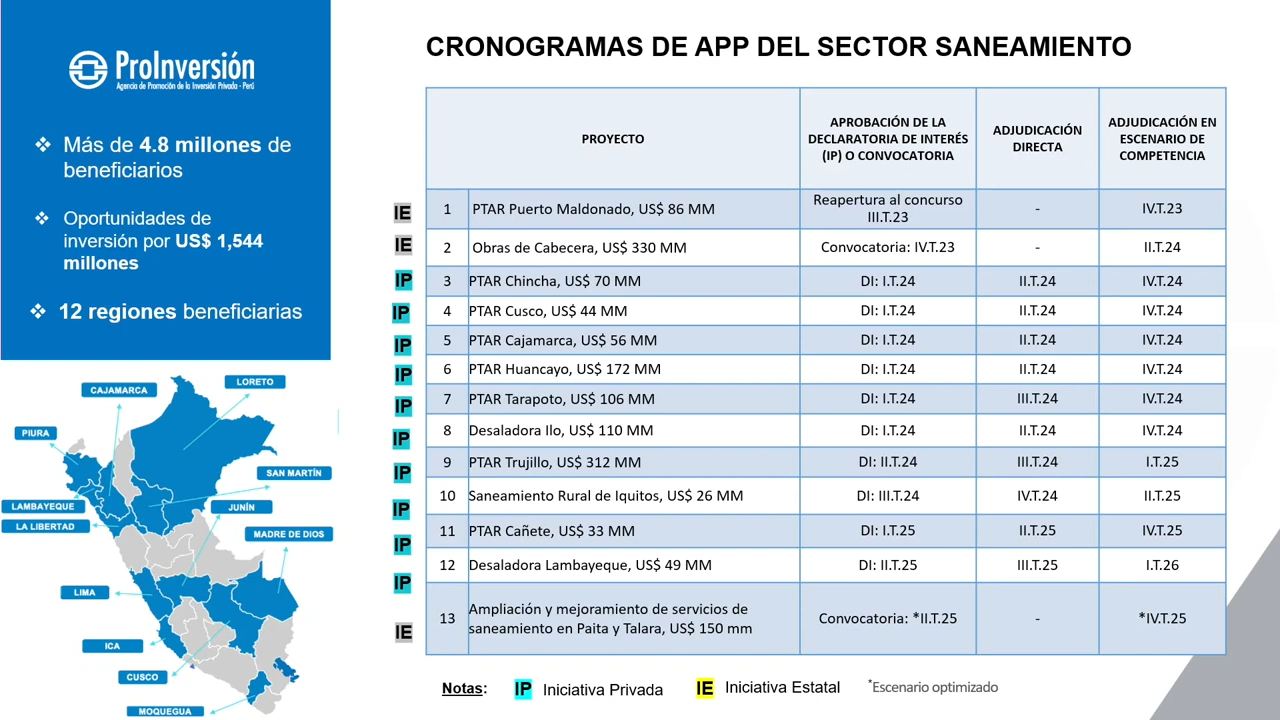 ProInversión
Agencia de Promoción de la Inversión Privada - Perú
❖ Más de 4.8 millones de
beneficiarios
❖ Oportunidades de
inversión por US$ 1,544
millones
❖ 12 regiones beneficiarias
CAJAMARCA
LORETO
PIURA
SAN MARTÍN
LAMBAYEQUE
JUNÍN
LA LIBERTAD
MADRE DE DIOS
LIMA
ICA
CUSCO
MOQUEGUA
CRONOGRAMAS DE APP DEL SECTOR SANEAMIENTO
PROYECTO
APROBACIÓN DE LA
DECLARATORIA DE INTERÉS
(IP) O CONVOCATORIA
ADJUDICACIÓN
DIRECTA
ADJUDICACIÓN EN
ESCENARIO DE
COMPETENCIA
IE 1 PTAR Puerto Maldonado, US$ 86 MM Reapertura al concurso
III.T.23 - IV.T.23
IE 2 Obras de Cabecera, US$ 330 MM Convocatoria: IV.T.23 - II.T.24
IP 3 PTAR Chincha, US$ 70 MM DI: I.T.24 II.T.24 IV.T.24
IP 4 PTAR Cusco, US$ 44 MM DI: I.T.24 II.T.24 IV.T.24
IP 5 PTAR Cajamarca, US$ 56 MM DI: I.T.24 II.T.24 IV.T.24
IP 6 PTAR Huancayo, US$ 172 MM DI: I.T.24 II.T.24 IV.T.24
IP 7 PTAR Tarapoto, US$ 106 MM DI: I.T.24 III.T.24 IV.T.24
IP 8 Desaladora Ilo, US$ 110 MM DI: I.T.24 II.T.24 IV.T.24
IP 9 PTAR Trujillo, US$ 312 MM DI: II.T.24 III.T.24 I.T.25
IP 10 Saneamiento Rural de Iquitos, US$ 26 MM DI: III.T.24 IV.T.24 II.T.25
IP 11 PTAR Cañete, US$ 33 MM DI: I.T.25 II.T.25 IV.T.25
IP 12 Desaladora Lambayeque, US$ 49 MM DI: II.T.25 III.T.25 I.T.26
IE 13 Ampliación y mejoramiento de servicios de
saneamiento en Paita y Talara, US$ 150 mm Convocatoria: *II.T.25 - *IV.T.25
Notas: IP Iniciativa Privada IE Iniciativa Estatal *Escenario optimizado